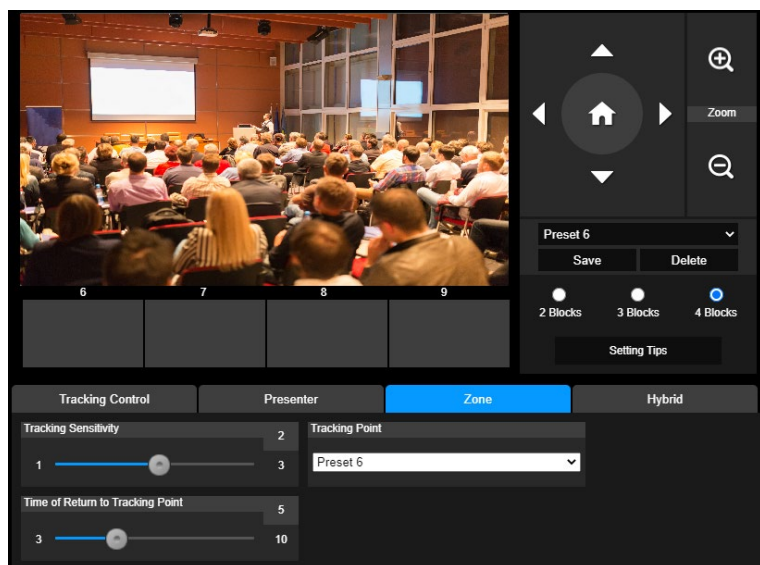 Zoom
Preset 6
Save Delete
6 7 8 9
2 Blocks 3 Blocks 4 Blocks
Setting Tips
Tracking Control Presenter Zone Hybrid
Tracking Sensitivity 2 Tracking Point
1 3 Preset 6
Time of Return to Tracking Point 5
3 10